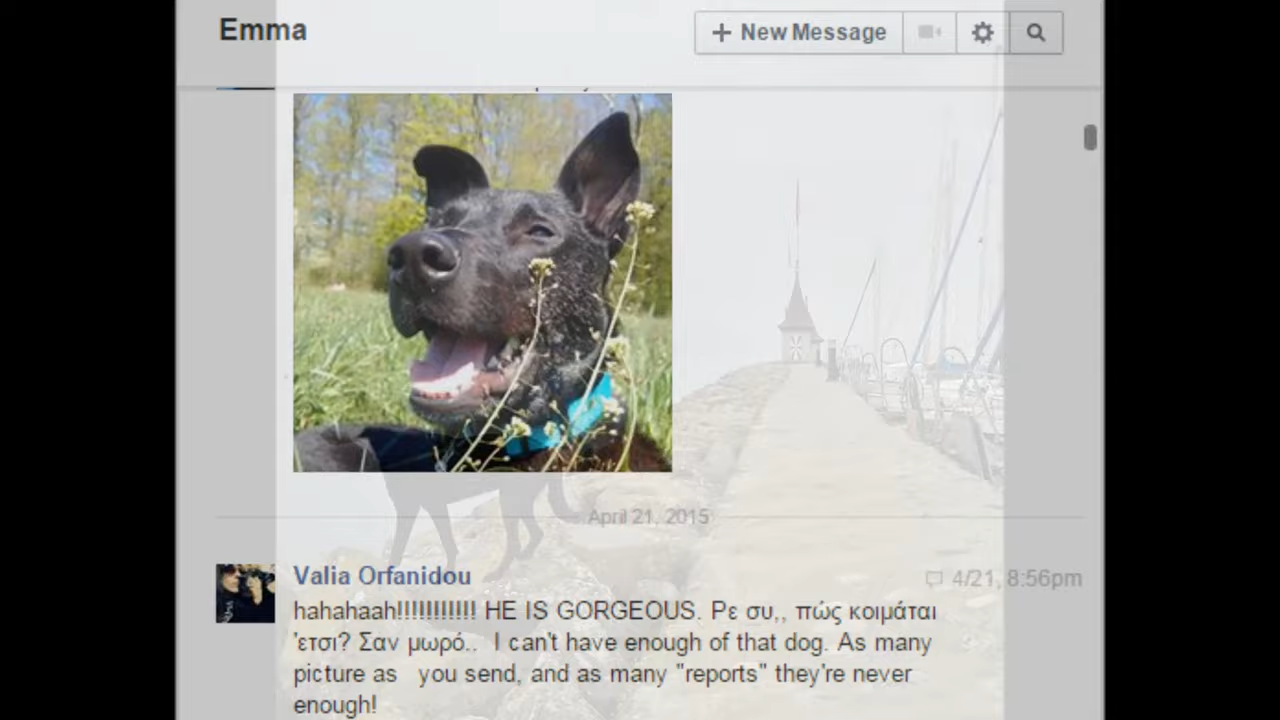 Emma
New Message
April 21, 2015
Valia Orfanidou
4/21, 8:56pm
hahahaah!!!!!!!!!!! HE IS GORGEOUS. Ρε συ,, πώς κοιμάται
'ετσι? Σαν μωρό.. I can't have enough of that dog. As many
picture as you send, and as many "reports" they're never
enough!